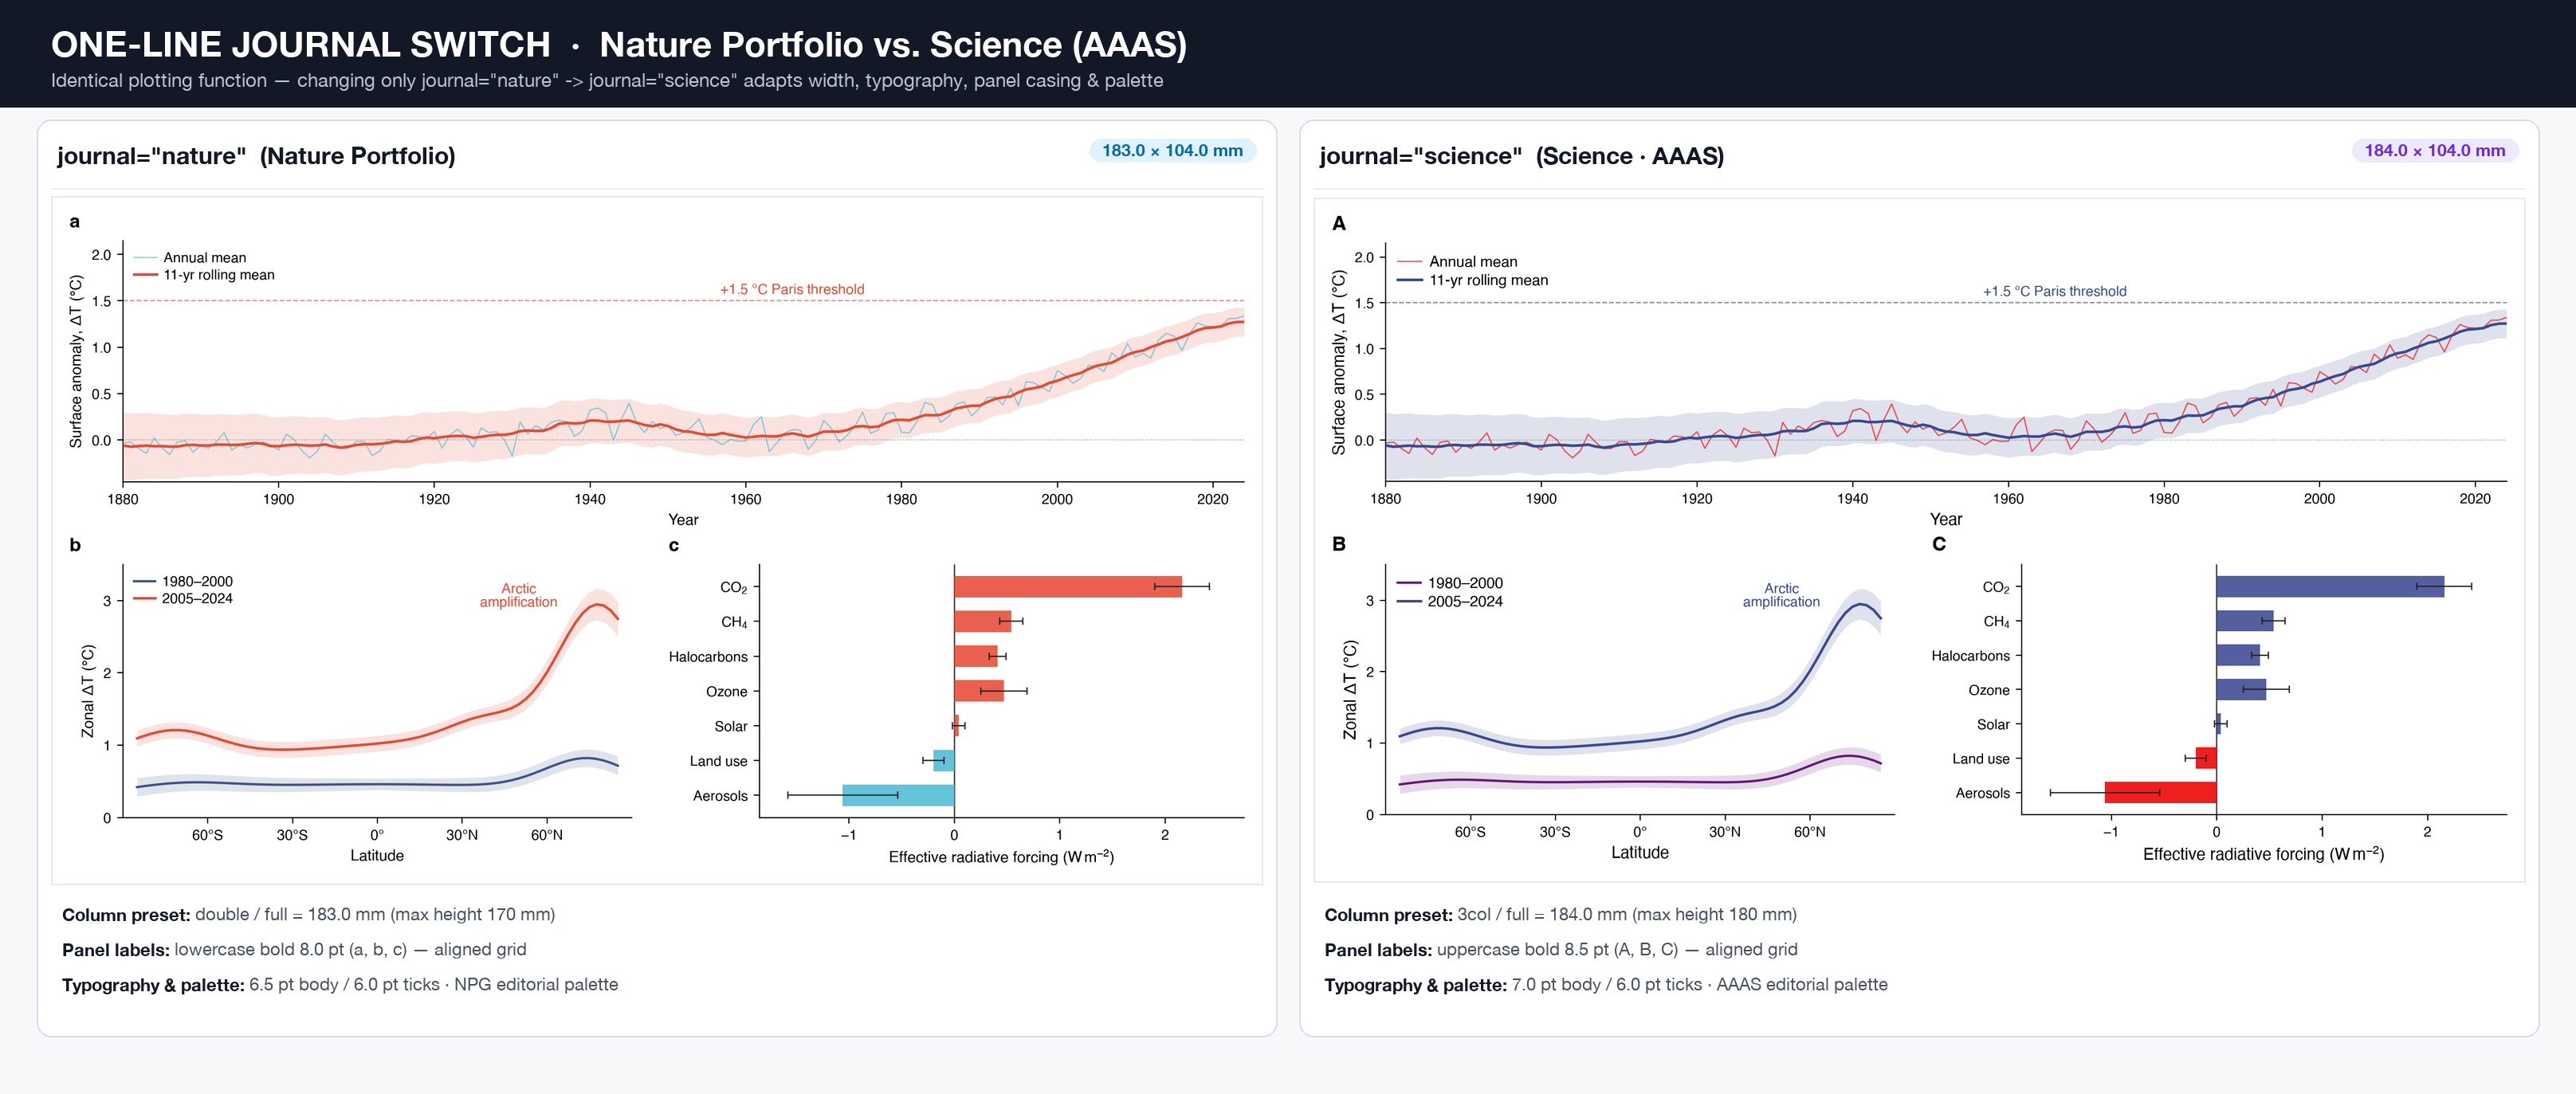 ONE-LINE JOURNAL SWITCH · Nature Portfolio vs. Science (AAAS)
Identical plotting function — changing only journal="nature" -> journal="science" adapts width, typography, panel casing & palette
journal="nature" (Nature Portfolio)
183.0 × 104.0 mm
a
Surface anomaly, ΔT (°C)
2.0
1.5
1.0
0.5
0.0
Annual mean
11-yr rolling mean
+1.5 °C Paris threshold
1880
1900
1920
1940
1960
1980
2000
2020
Year
b
Zonal ΔT (°C)
3
2
1
0
1980–2000
2005–2024
Arctic
amplification
60°S
30°S
0°
30°N
60°N
Latitude
c
CO₂
CH₄
Halocarbons
Ozone
Solar
Land use
Aerosols
−1
0
1
2
Effective radiative forcing (W m⁻²)
Column preset: double / full = 183.0 mm (max height 170 mm)
Panel labels: lowercase bold 8.0 pt (a, b, c) — aligned grid
Typography & palette: 6.5 pt body / 6.0 pt ticks · NPG editorial palette
journal="science" (Science · AAAS)
184.0 × 104.0 mm
A
Surface anomaly, ΔT (°C)
2.0
1.5
1.0
0.5
0.0
Annual mean
11-yr rolling mean
+1.5 °C Paris threshold
1880
1900
1920
1940
1960
1980
2000
2020
Year
B
Zonal ΔT (°C)
3
2
1
0
1980–2000
2005–2024
Arctic
amplification
60°S
30°S
0°
30°N
60°N
Latitude
C
CO₂
CH₄
Halocarbons
Ozone
Solar
Land use
Aerosols
−1
0
1
2
Effective radiative forcing (W m⁻²)
Column preset: 3col / full = 184.0 mm (max height 180 mm)
Panel labels: uppercase bold 8.5 pt (A, B, C) — aligned grid
Typography & palette: 7.0 pt body / 6.0 pt ticks · AAAS editorial palette